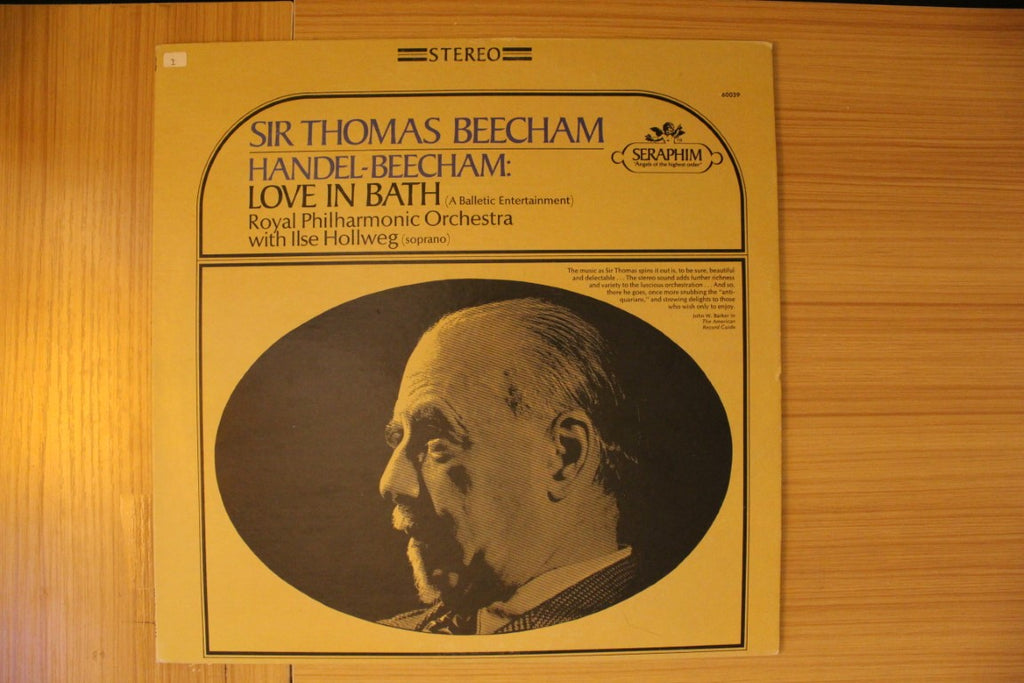 1
STEREO
60039
SIR THOMAS BEECHAM
HANDEL-BEECHAM:
LOVE IN BATH (A Balletic Entertainment)
Royal Philharmonic Orchestra
with Ilse Hollweg (soprano)
SERAPHIM
"Angels of the highest order"
The music as Sir Thomas spins it out is, to be sure, beautiful
and delectable . . . The stereo sound adds further richness
and variety to the luscious orchestration . . . And so,
there he goes, once more snubbing the "anti-
quarians," and strewing delights to those
who wish only to enjoy.
John W. Barker in
The American
Record Guide